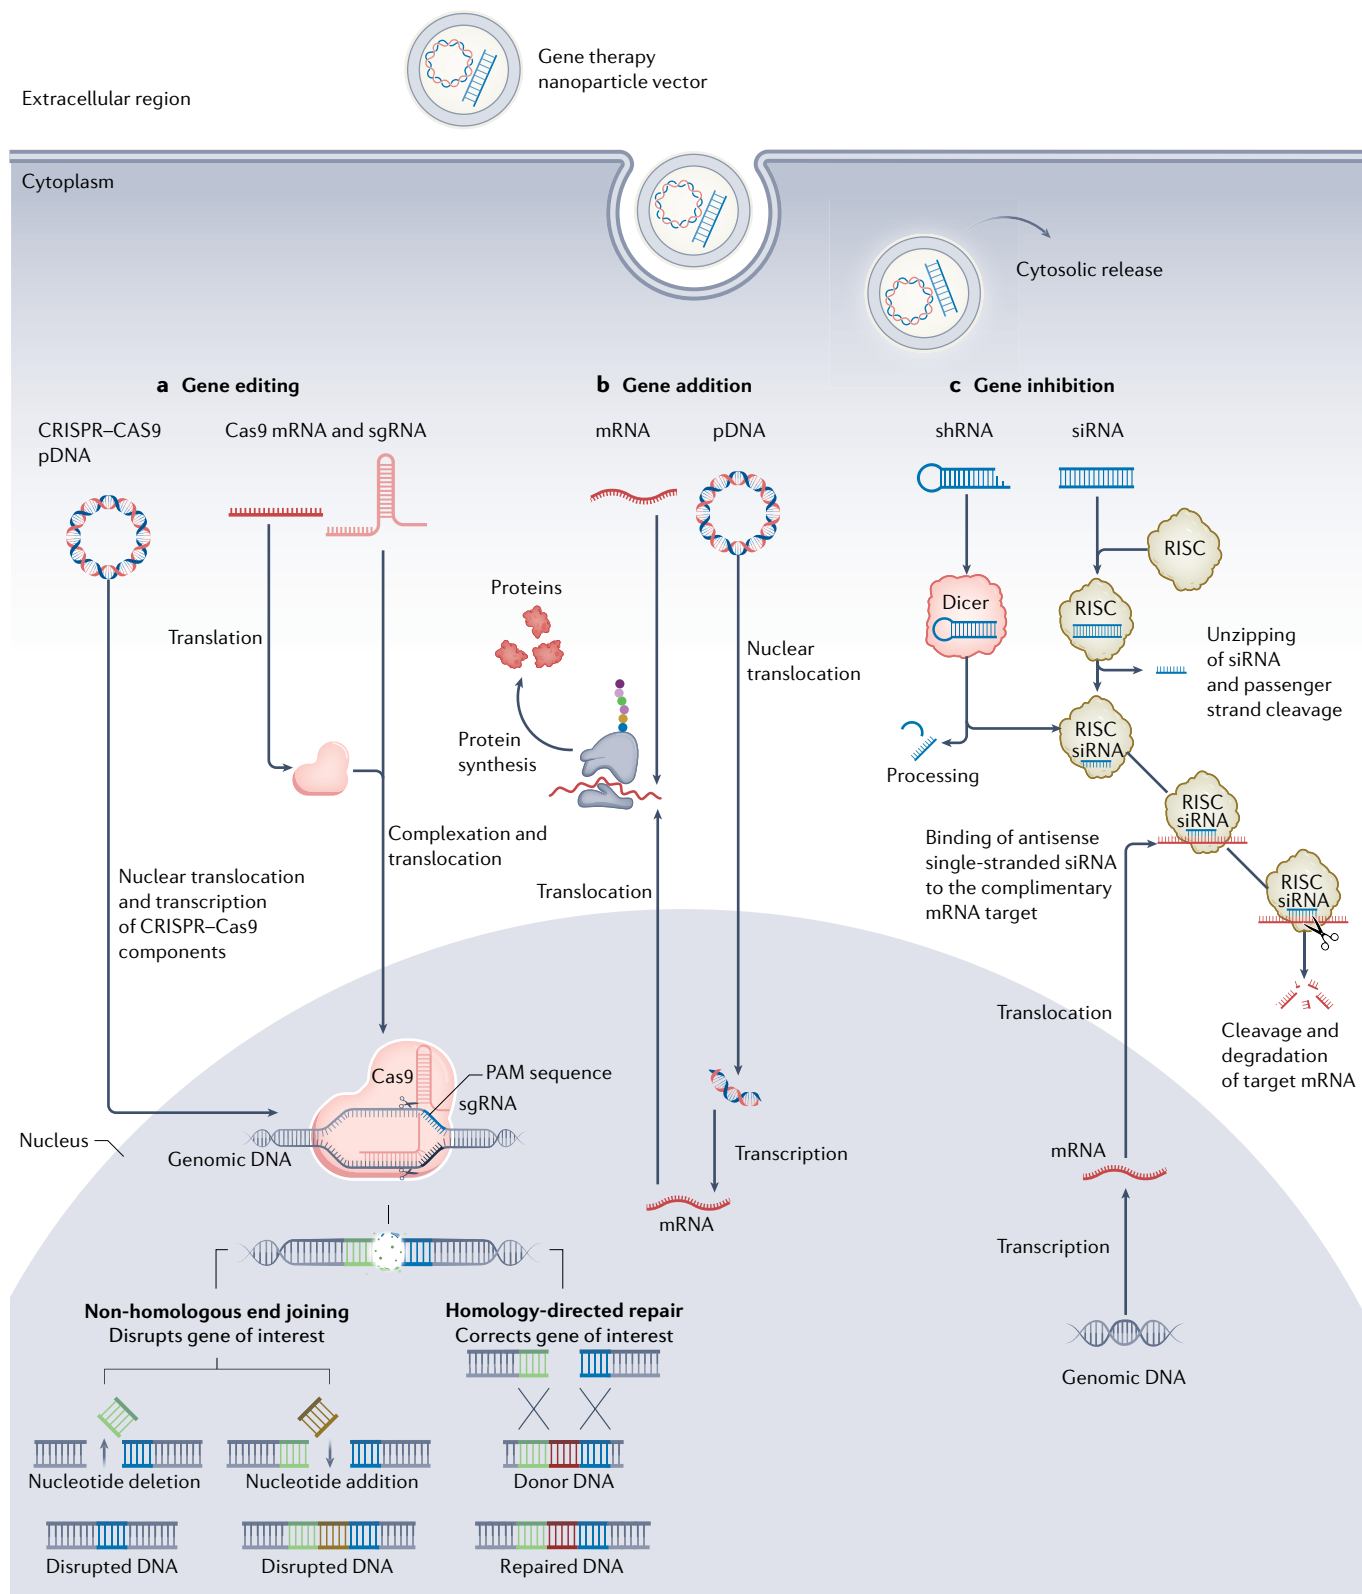 Gene therapy
nanoparticle vector
Extracellular region
Cytoplasm
Cytosolic release
a Gene editing
CRISPR–CAS9
pDNA
Cas9 mRNA and sgRNA
Translation
Complexation and
translocation
Nuclear translocation
and transcription
of CRISPR–Cas9
components
Cas9
PAM sequence
sgRNA
Nucleus
Genomic DNA
Non-homologous end joining
Disrupts gene of interest
Homology-directed repair
Corrects gene of interest
Nucleotide deletion
Nucleotide addition
Donor DNA
Disrupted DNA
Disrupted DNA
Repaired DNA
b Gene addition
mRNA
pDNA
Proteins
Nuclear
translocation
Protein
synthesis
Translocation
Transcription
mRNA
c Gene inhibition
shRNA
siRNA
RISC
Dicer
RISC
Unzipping
of siRNA
and passenger
strand cleavage
RISC
siRNA
Processing
RISC
siRNA
Binding of antisense
single-stranded siRNA
to the complimentary
mRNA target
RISC
siRNA
Translocation
Cleavage and
degradation
of target mRNA
mRNA
Transcription
Genomic DNA